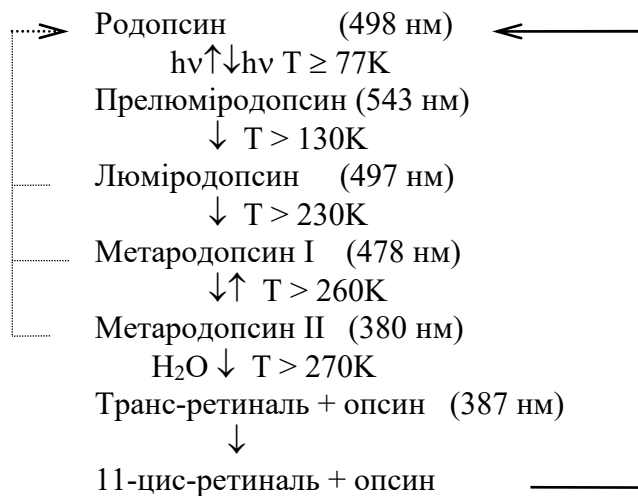 Родопсин (498 нм)
hν↑↓hν T ≥ 77K
Прелюміродопсин (543 нм)
↓ T > 130K
Люміродопсин (497 нм)
↓ T > 230K
Метародопсин I (478 нм)
↓↑ T > 260K
Метародопсин II (380 нм)
H₂O ↓ T > 270K
Транс-ретиналь + опсин (387 нм)
↓
11-цис-ретиналь + опсин